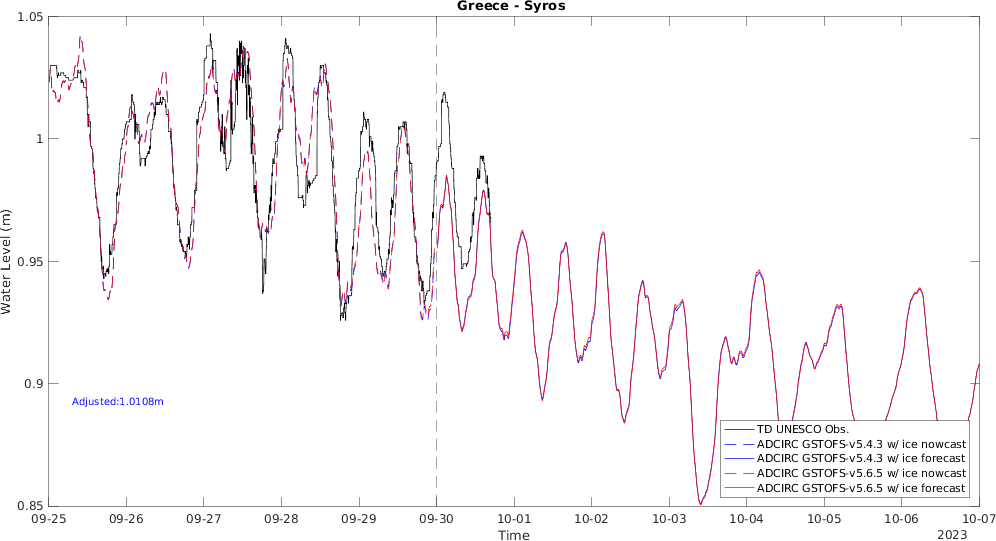 Greece - Syros
1.05
1
0.95
0.9
0.85
Water Level (m)
Adjusted:1.0108m
TD UNESCO Obs.
ADCIRC GSTOFS-v5.4.3 w/ ice nowcast
ADCIRC GSTOFS-v5.4.3 w/ ice forecast
ADCIRC GSTOFS-v5.6.5 w/ ice nowcast
ADCIRC GSTOFS-v5.6.5 w/ ice forecast
09-25 09-26 09-27 09-28 09-29 09-30 10-01 10-02 10-03 10-04 10-05 10-06 10-07
Time
2023